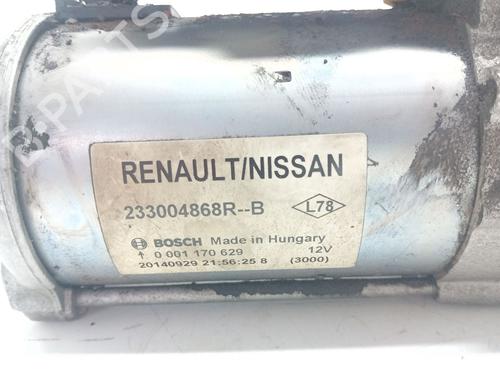 RENAULT/NISSAN
233004868R--B L78
BOSCH Made in Hungary
0 001 170 629 12V
20140929 21:56:25 8 (3000)